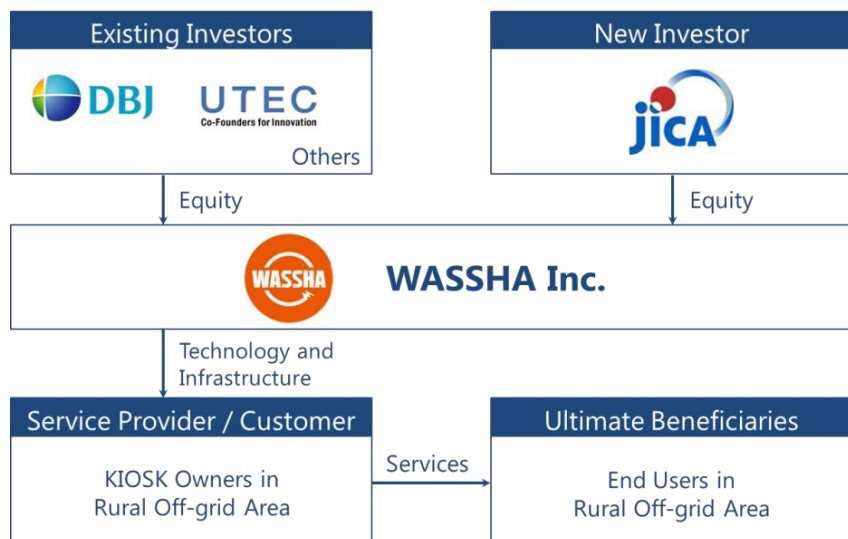 Existing Investors
New Investor
DBJ
UTEC
Co-Founders for Innovation
Others
jiCA
Equity
Equity
WASSHA
WASSHA Inc.
Technology and
Infrastructure
Service Provider / Customer
Ultimate Beneficiaries
KIOSK Owners in
Rural Off-grid Area
Services
End Users in
Rural Off-grid Area